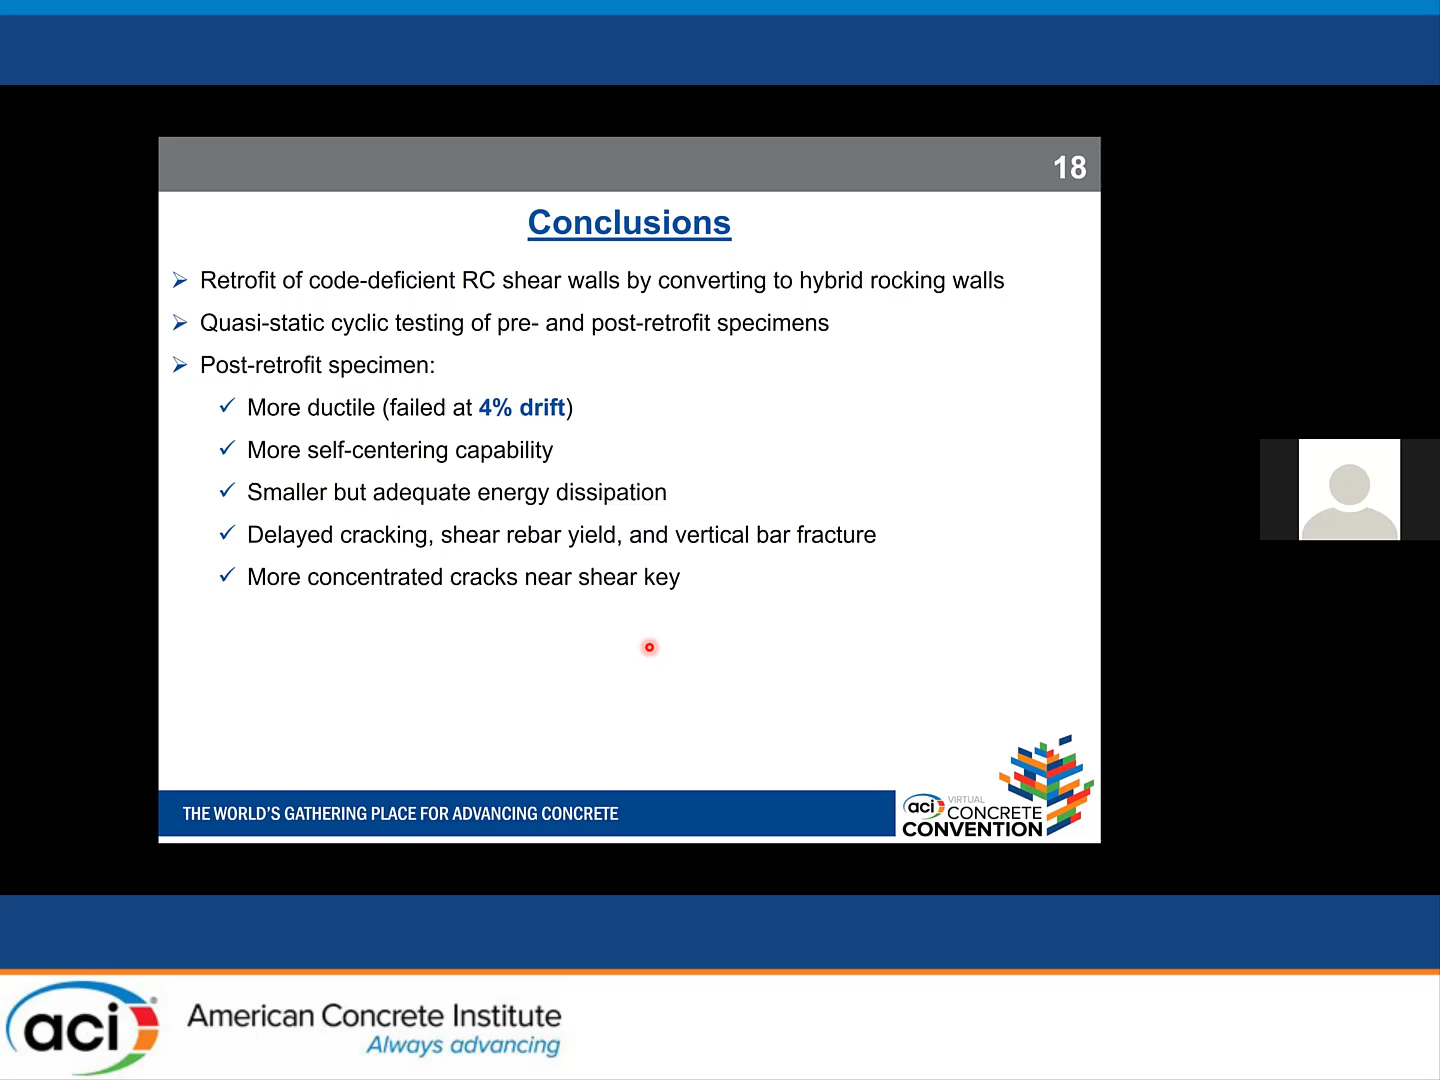 18
Conclusions
Retrofit of code-deficient RC shear walls by converting to hybrid rocking walls
Quasi-static cyclic testing of pre- and post-retrofit specimens
Post-retrofit specimen:
More ductile (failed at 4% drift)
More self-centering capability
Smaller but adequate energy dissipation
Delayed cracking, shear rebar yield, and vertical bar fracture
More concentrated cracks near shear key
THE WORLD'S GATHERING PLACE FOR ADVANCING CONCRETE
aci VIRTUAL
CONCRETE
CONVENTION
aci®
American Concrete Institute
Always advancing